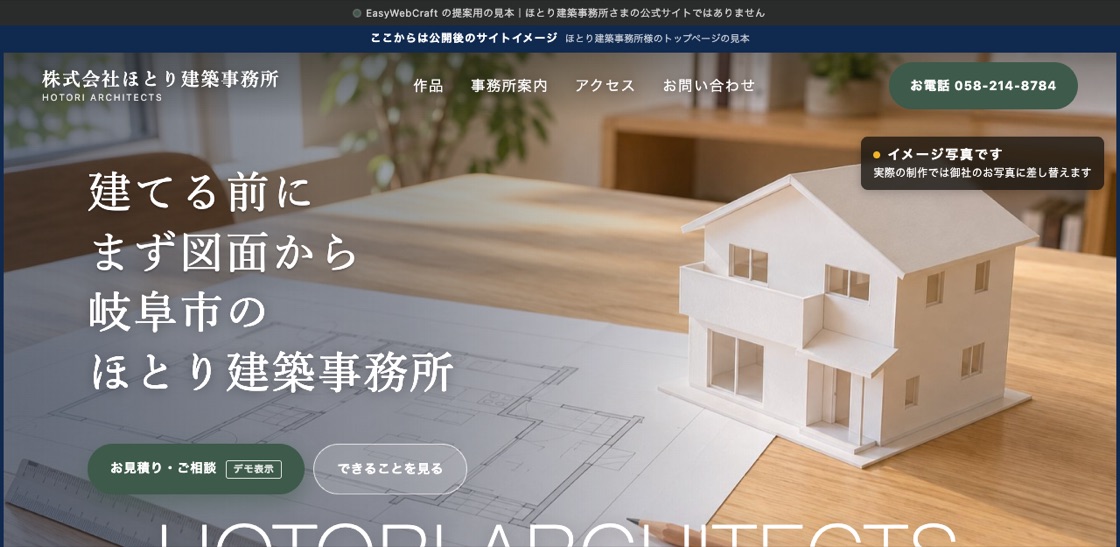 EasyWebCraft の提案用の見本｜ほとり建築事務所さまの公式サイトではありません
ここからは公開後のサイトイメージ ほとり建築事務所様のトップページの見本
株式会社ほとり建築事務所
HOTORI ARCHITECTS
作品 事務所案内 アクセス お問い合わせ
お電話 058-214-8784
イメージ写真です
実際の制作では御社のお写真に差し替えます
建てる前に
まず図面から
岐阜市の
ほとり建築事務所
お見積り・ご相談 デモ表示
できることを見る
HOTORI ARCHITECTS